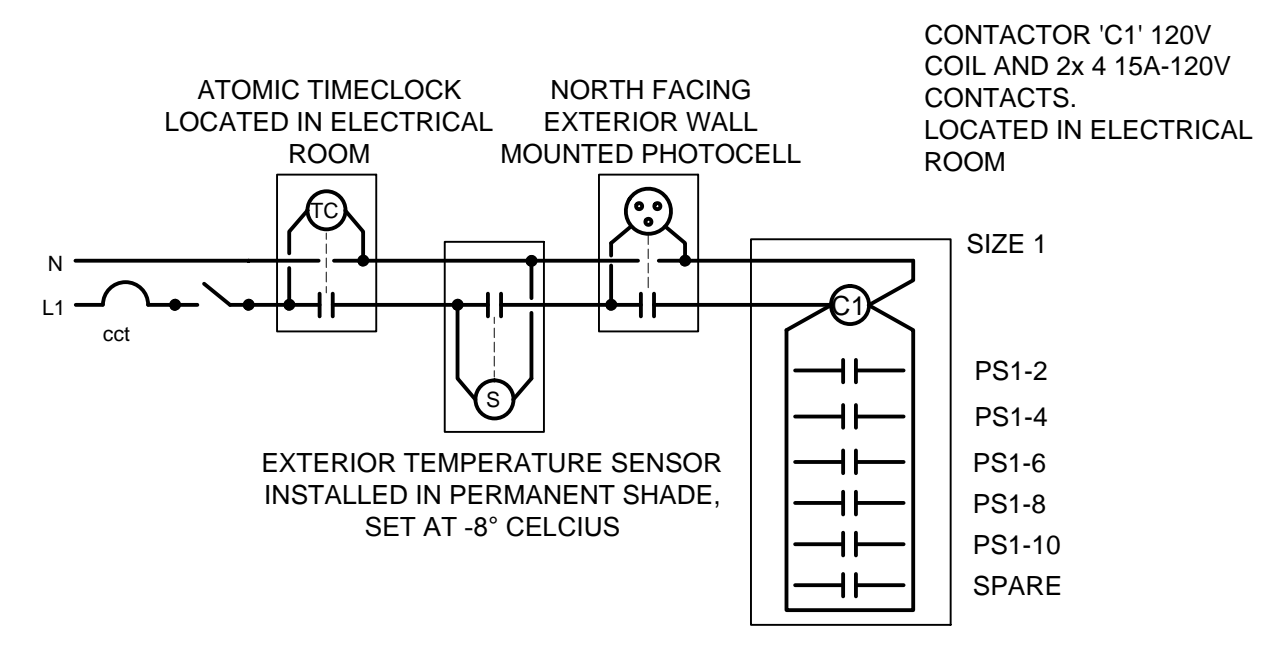 CONTACTOR 'C1' 120V
COIL AND 2x 4 15A-120V
CONTACTS.
LOCATED IN ELECTRICAL
ROOM
ATOMIC TIMECLOCK
LOCATED IN ELECTRICAL
ROOM
NORTH FACING
EXTERIOR WALL
MOUNTED PHOTOCELL
TC
SIZE 1
N
L1
cct
C1
S
PS1-2
PS1-4
PS1-6
PS1-8
PS1-10
SPARE
EXTERIOR TEMPERATURE SENSOR
INSTALLED IN PERMANENT SHADE,
SET AT -8° CELCIUS